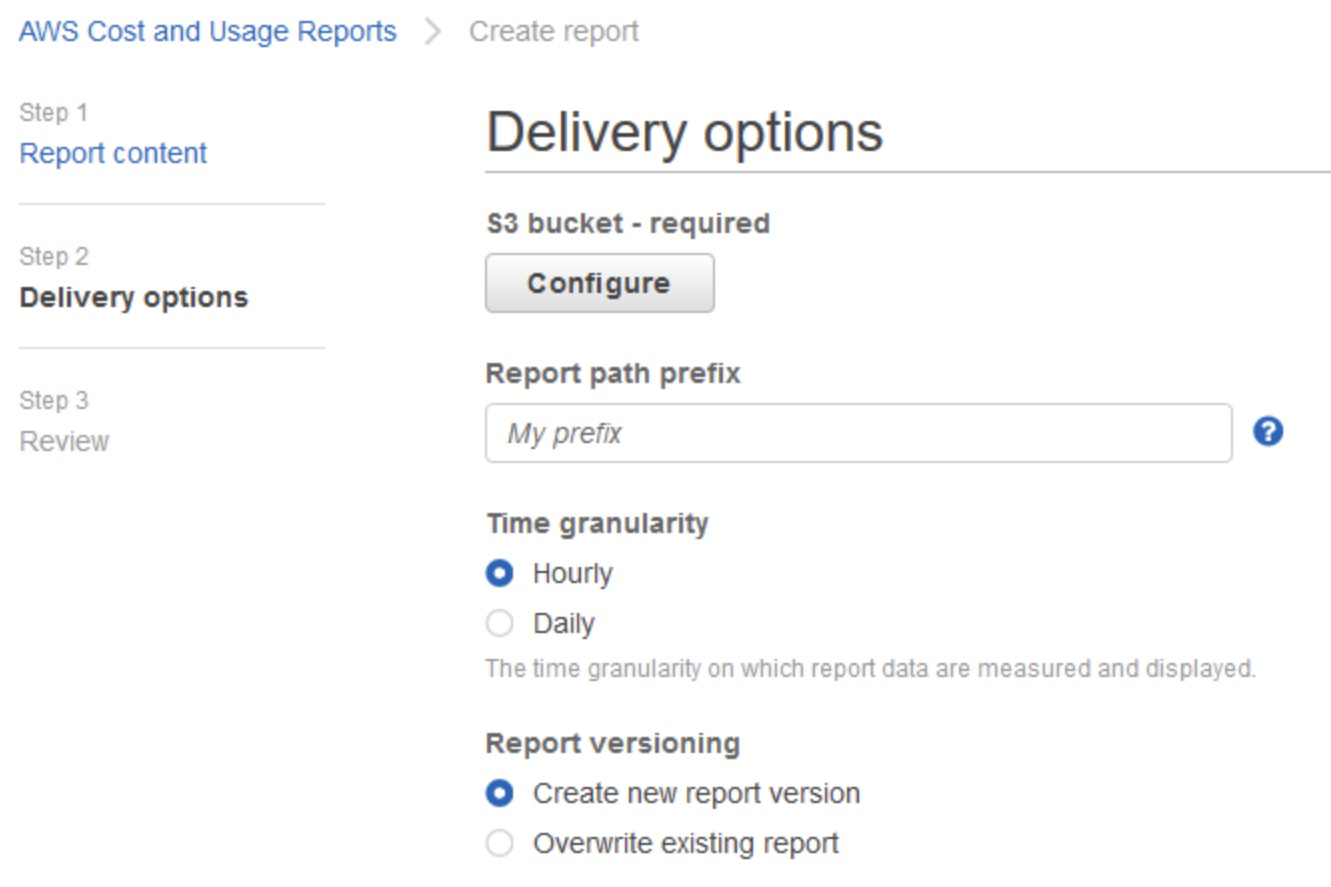 AWS Cost and Usage Reports > Create report
Step 1
Report content
Step 2
Delivery options
Step 3
Review
Delivery options
S3 bucket - required
Configure
Report path prefix
My prefix
?
Time granularity
Hourly
Daily
The time granularity on which report data are measured and displayed.
Report versioning
Create new report version
Overwrite existing report